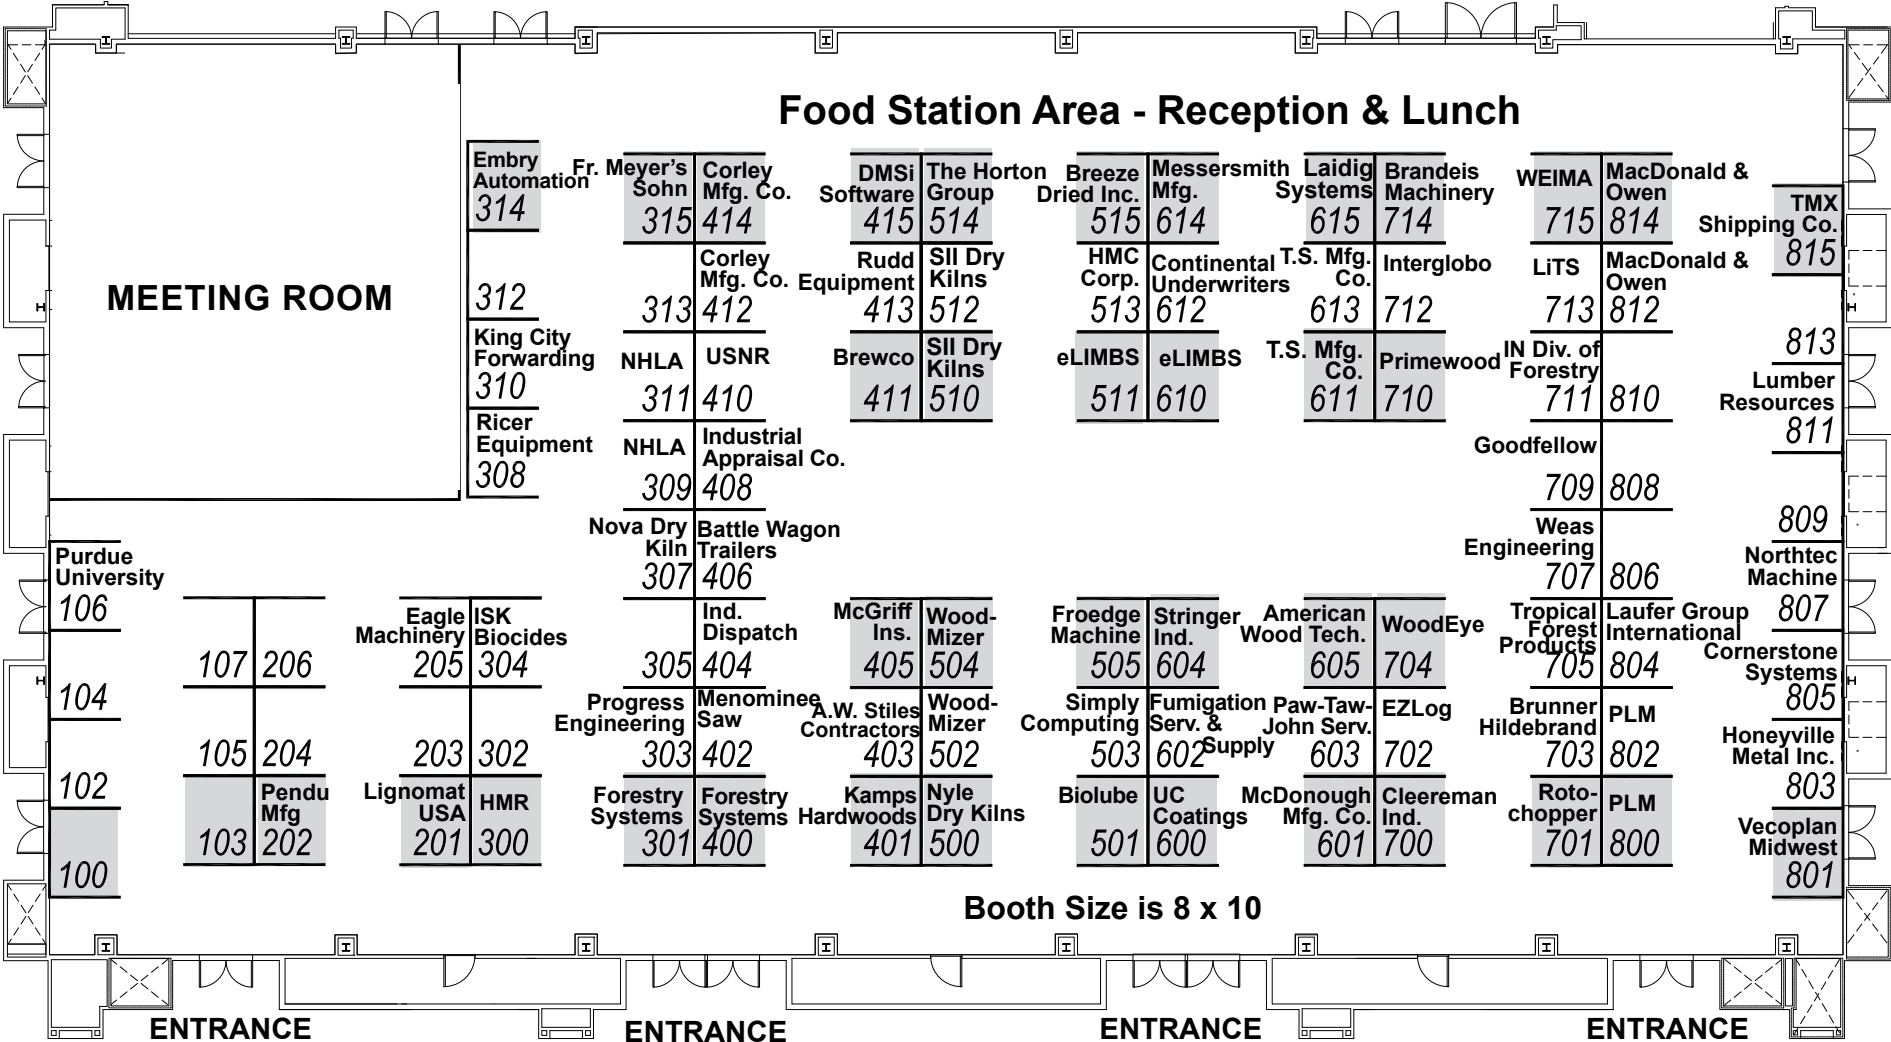 Food Station Area - Reception & Lunch
MEETING ROOM
Embry
Automation
314
312
King City
Forwarding
310
Ricer
Equipment
308
Purdue
University
106
104
102
100
107
105
103
206
204
Pendu
Mfg
202
Eagle
Machinery
205
203
Lignomat
USA
201
ISK
Biocides
304
302
HMR
300
Fr. Meyer's
Sohn
315
313
NHLA
311
NHLA
309
Nova Dry
Kiln
307
305
Progress
Engineering
303
Forestry
Systems
301
Corley
Mfg. Co.
414
Corley
Mfg. Co.
412
USNR
410
Industrial
Appraisal Co.
408
Battle Wagon
Trailers
406
Ind.
Dispatch
404
Menominee
Saw
402
Forestry
Systems
400
DMSi
Software
415
Rudd
Equipment
413
Brewco
411
McGriff
Ins.
405
A.W. Stiles
Contractors
403
Kamps
Hardwoods
401
The Horton
Group
514
SII Dry
Kilns
512
SII Dry
Kilns
510
Wood-
Mizer
504
Wood-
Mizer
502
Nyle
Dry Kilns
500
Breeze
Dried Inc.
515
HMC
Corp.
513
eLIMBS
511
Froedge
Machine
505
Simply
Computing
503
Biolube
501
Messersmith
Mfg.
614
Continental
Underwriters
612
eLIMBS
610
Stringer
Ind.
604
Fumigation
Serv. &
Supply
602
UC
Coatings
600
Laidig
Systems
615
T.S. Mfg.
Co.
613
T.S. Mfg.
Co.
611
American
Wood Tech.
605
Paw-Taw-
John Serv.
603
McDonough
Mfg. Co.
601
Brandeis
Machinery
714
Interglobo
712
Primewood
710
WoodEye
704
EZLog
702
Cleereman
Ind.
700
WEIMA
715
LiTS
713
IN Div. of
Forestry
711
Goodfellow
709
Weas
Engineering
707
Tropical
Forest
Products
705
Brunner
Hildebrand
703
Roto-
chopper
701
MacDonald &
Owen
814
MacDonald &
Owen
812
810
808
806
Laufer Group
International
804
PLM
802
PLM
800
TMX
Shipping Co.
815
813
Lumber
Resources
811
809
Northtec
Machine
807
Cornerstone
Systems
805
Honeyville
Metal Inc.
803
Vecoplan
Midwest
801
Booth Size is 8 x 10
ENTRANCE
ENTRANCE
ENTRANCE
ENTRANCE